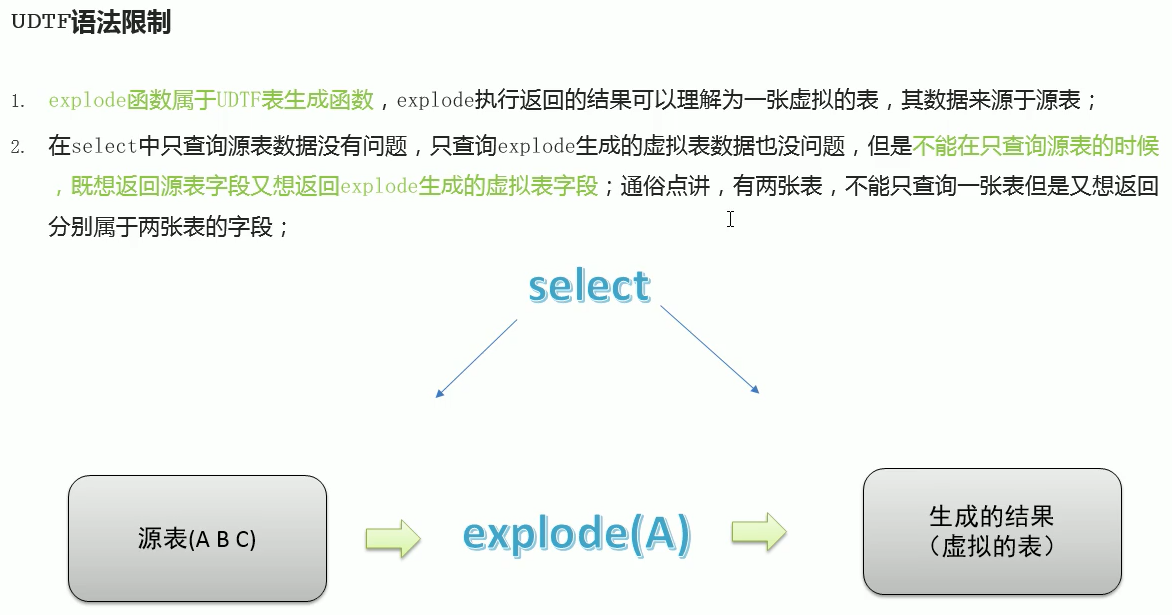 UDTF语法限制
1. explode函数属于UDTF表生成函数，explode执行返回的结果可以理解为一张虚拟的表，其数据来源于源表；
2. 在select中只查询源表数据没有问题，只查询explode生成的虚拟表数据也没问题，但是不能在只查询源表的时候
，既想返回源表字段又想返回explode生成的虚拟表字段；通俗点讲，有两张表，不能只查询一张表但是又想返回
分别属于两张表的字段；
select
源表(A B C)
explode(A)
生成的结果
（虚拟的表）